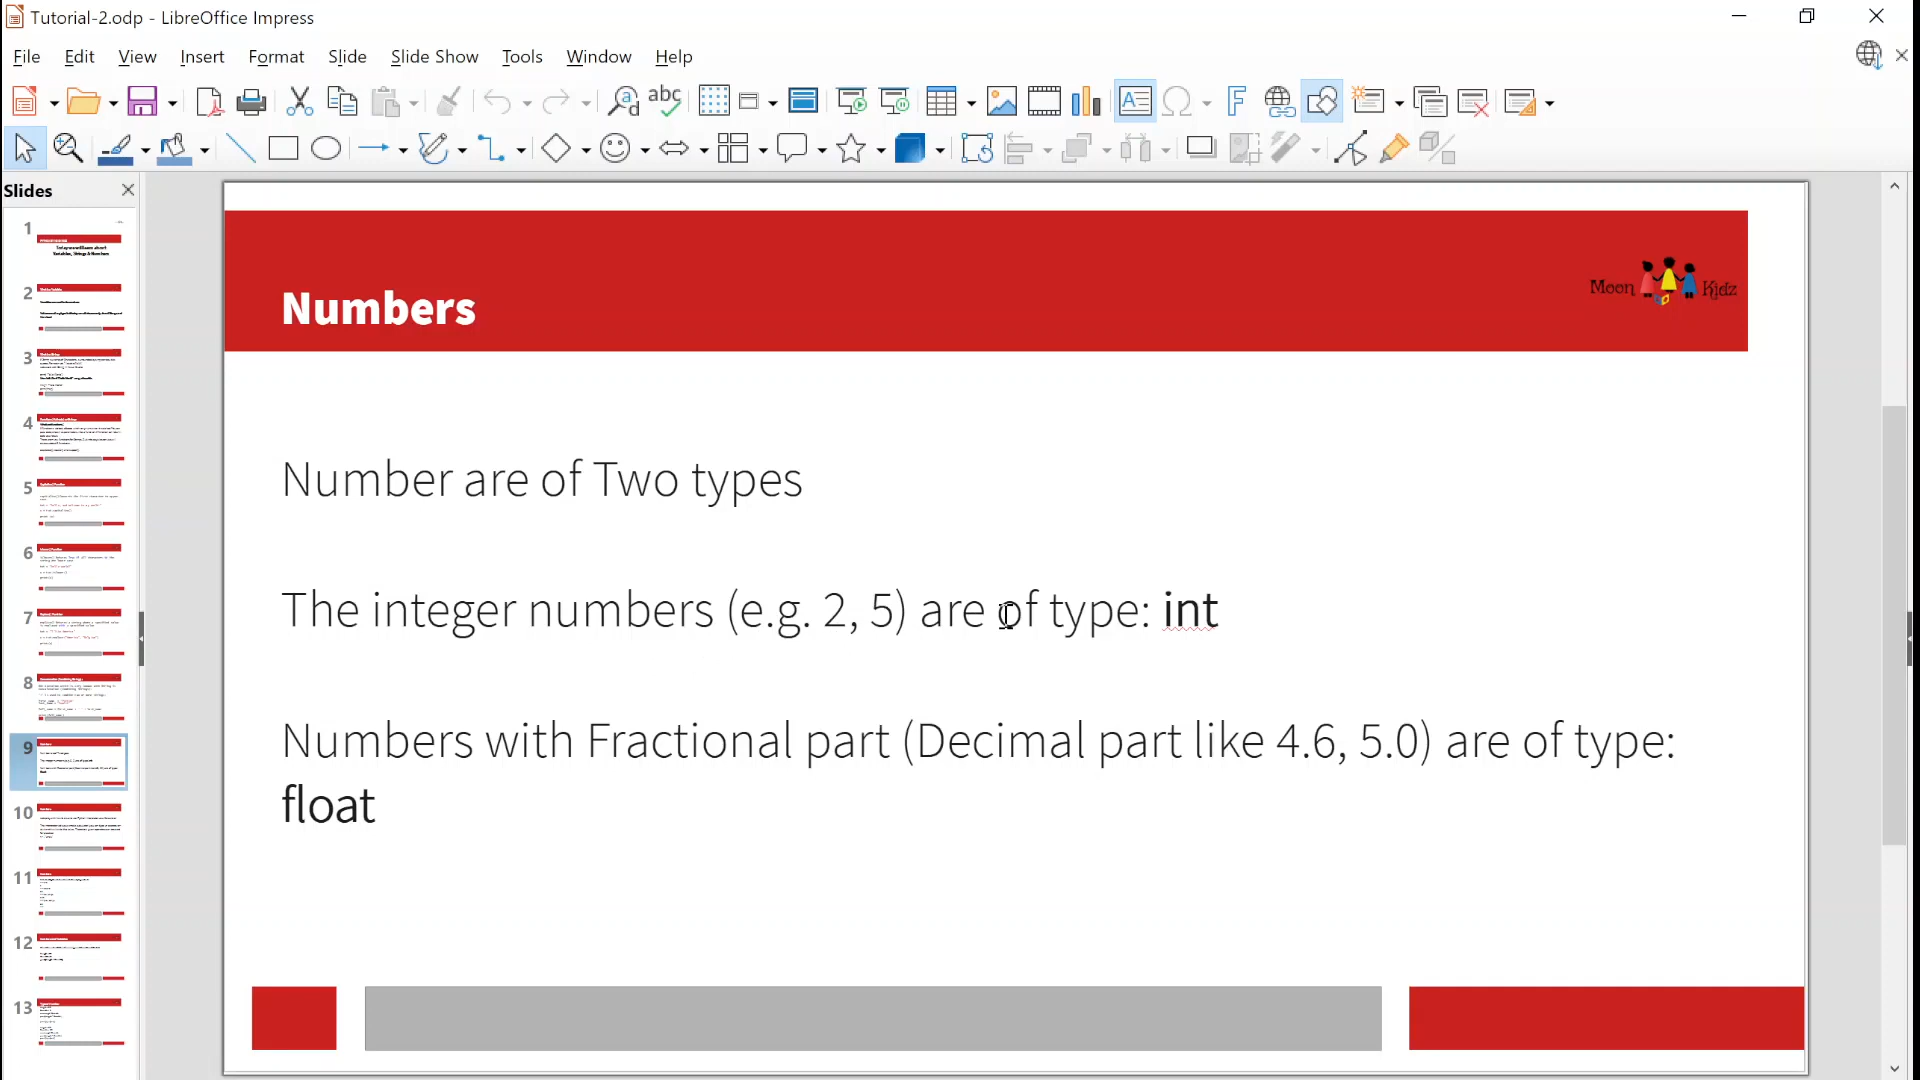 Tutorial-2.odp - LibreOffice Impress
File Edit View Insert Format Slide Slide Show Tools Window Help
Slides
1
2
3
4
5
6
7
8
9
10
11
12
13
Numbers
Moon Kidz
Number are of Two types
The integer numbers (e.g. 2, 5) are of type: int
Numbers with Fractional part (Decimal part like 4.6, 5.0) are of type:
float